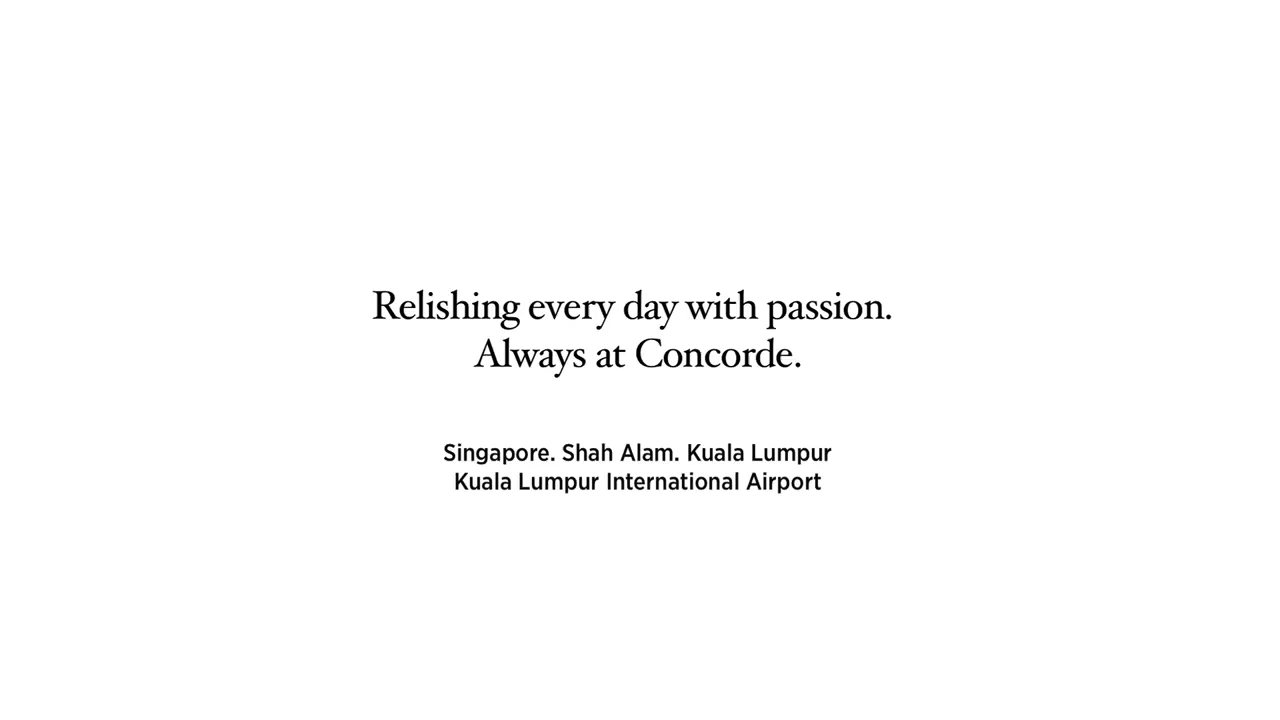 Relishing every day with passion.
Always at Concorde.
Singapore. Shah Alam. Kuala Lumpur
Kuala Lumpur International Airport